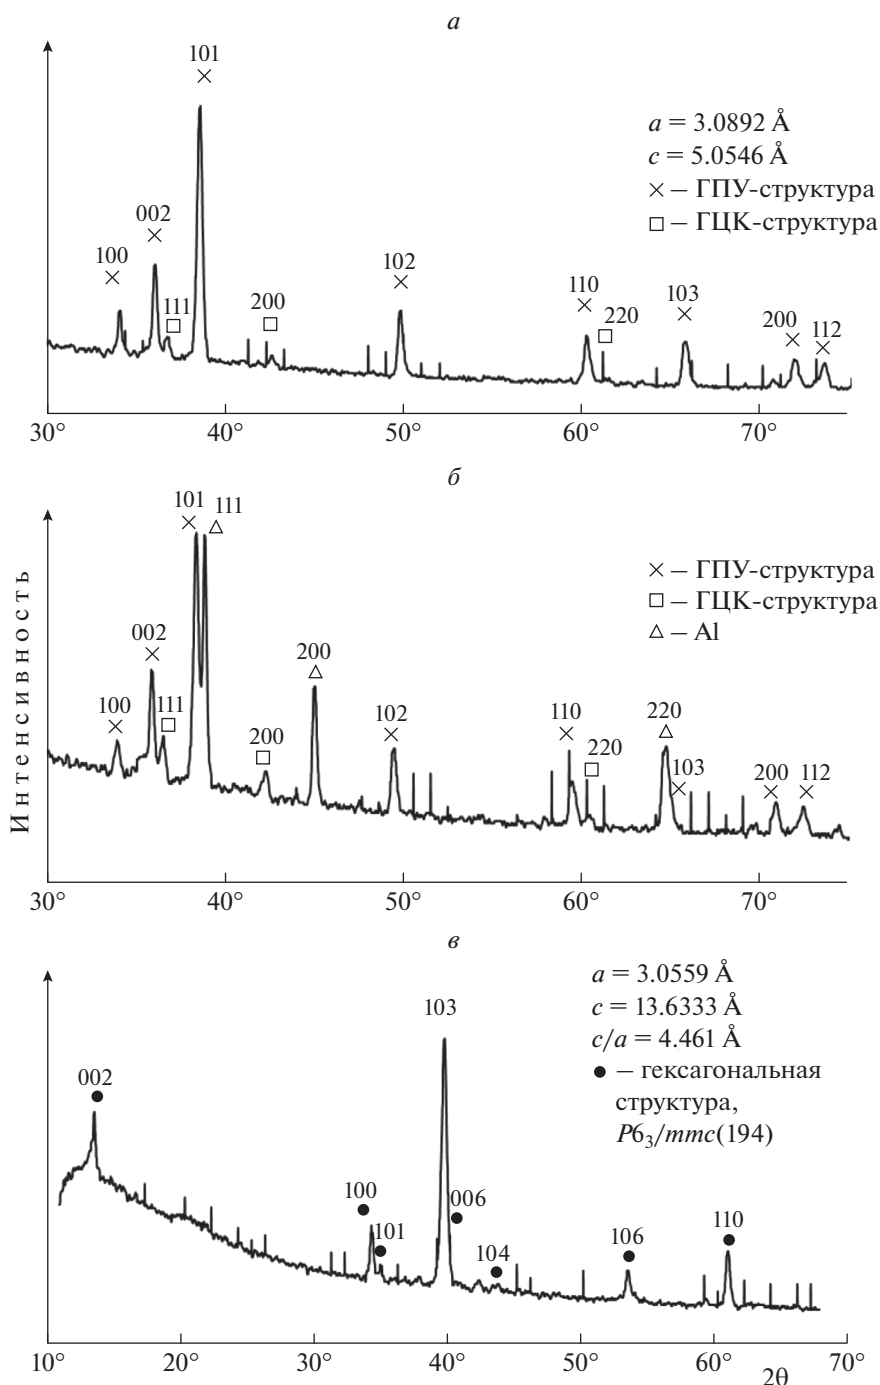 а
101
a = 3.0892 Å
c = 5.0546 Å
× – ГПУ-структура
□ – ГЦК-структура
002
100
111
200
102
110
220
103
200
112
30°
40°
50°
60°
70°
б
101
111
× – ГПУ-структура
□ – ГЦК-структура
△ – Al
002
100
111
200
200
102
110
220
220
103
200
112
Интенсивность
30°
40°
50°
60°
70°
в
a = 3.0559 Å
c = 13.6333 Å
c/a = 4.461 Å
● – гексагональная
структура,
P6₃/mmc(194)
103
002
100
101
006
104
106
110
10°
20°
30°
40°
50°
60°
70°
2θ